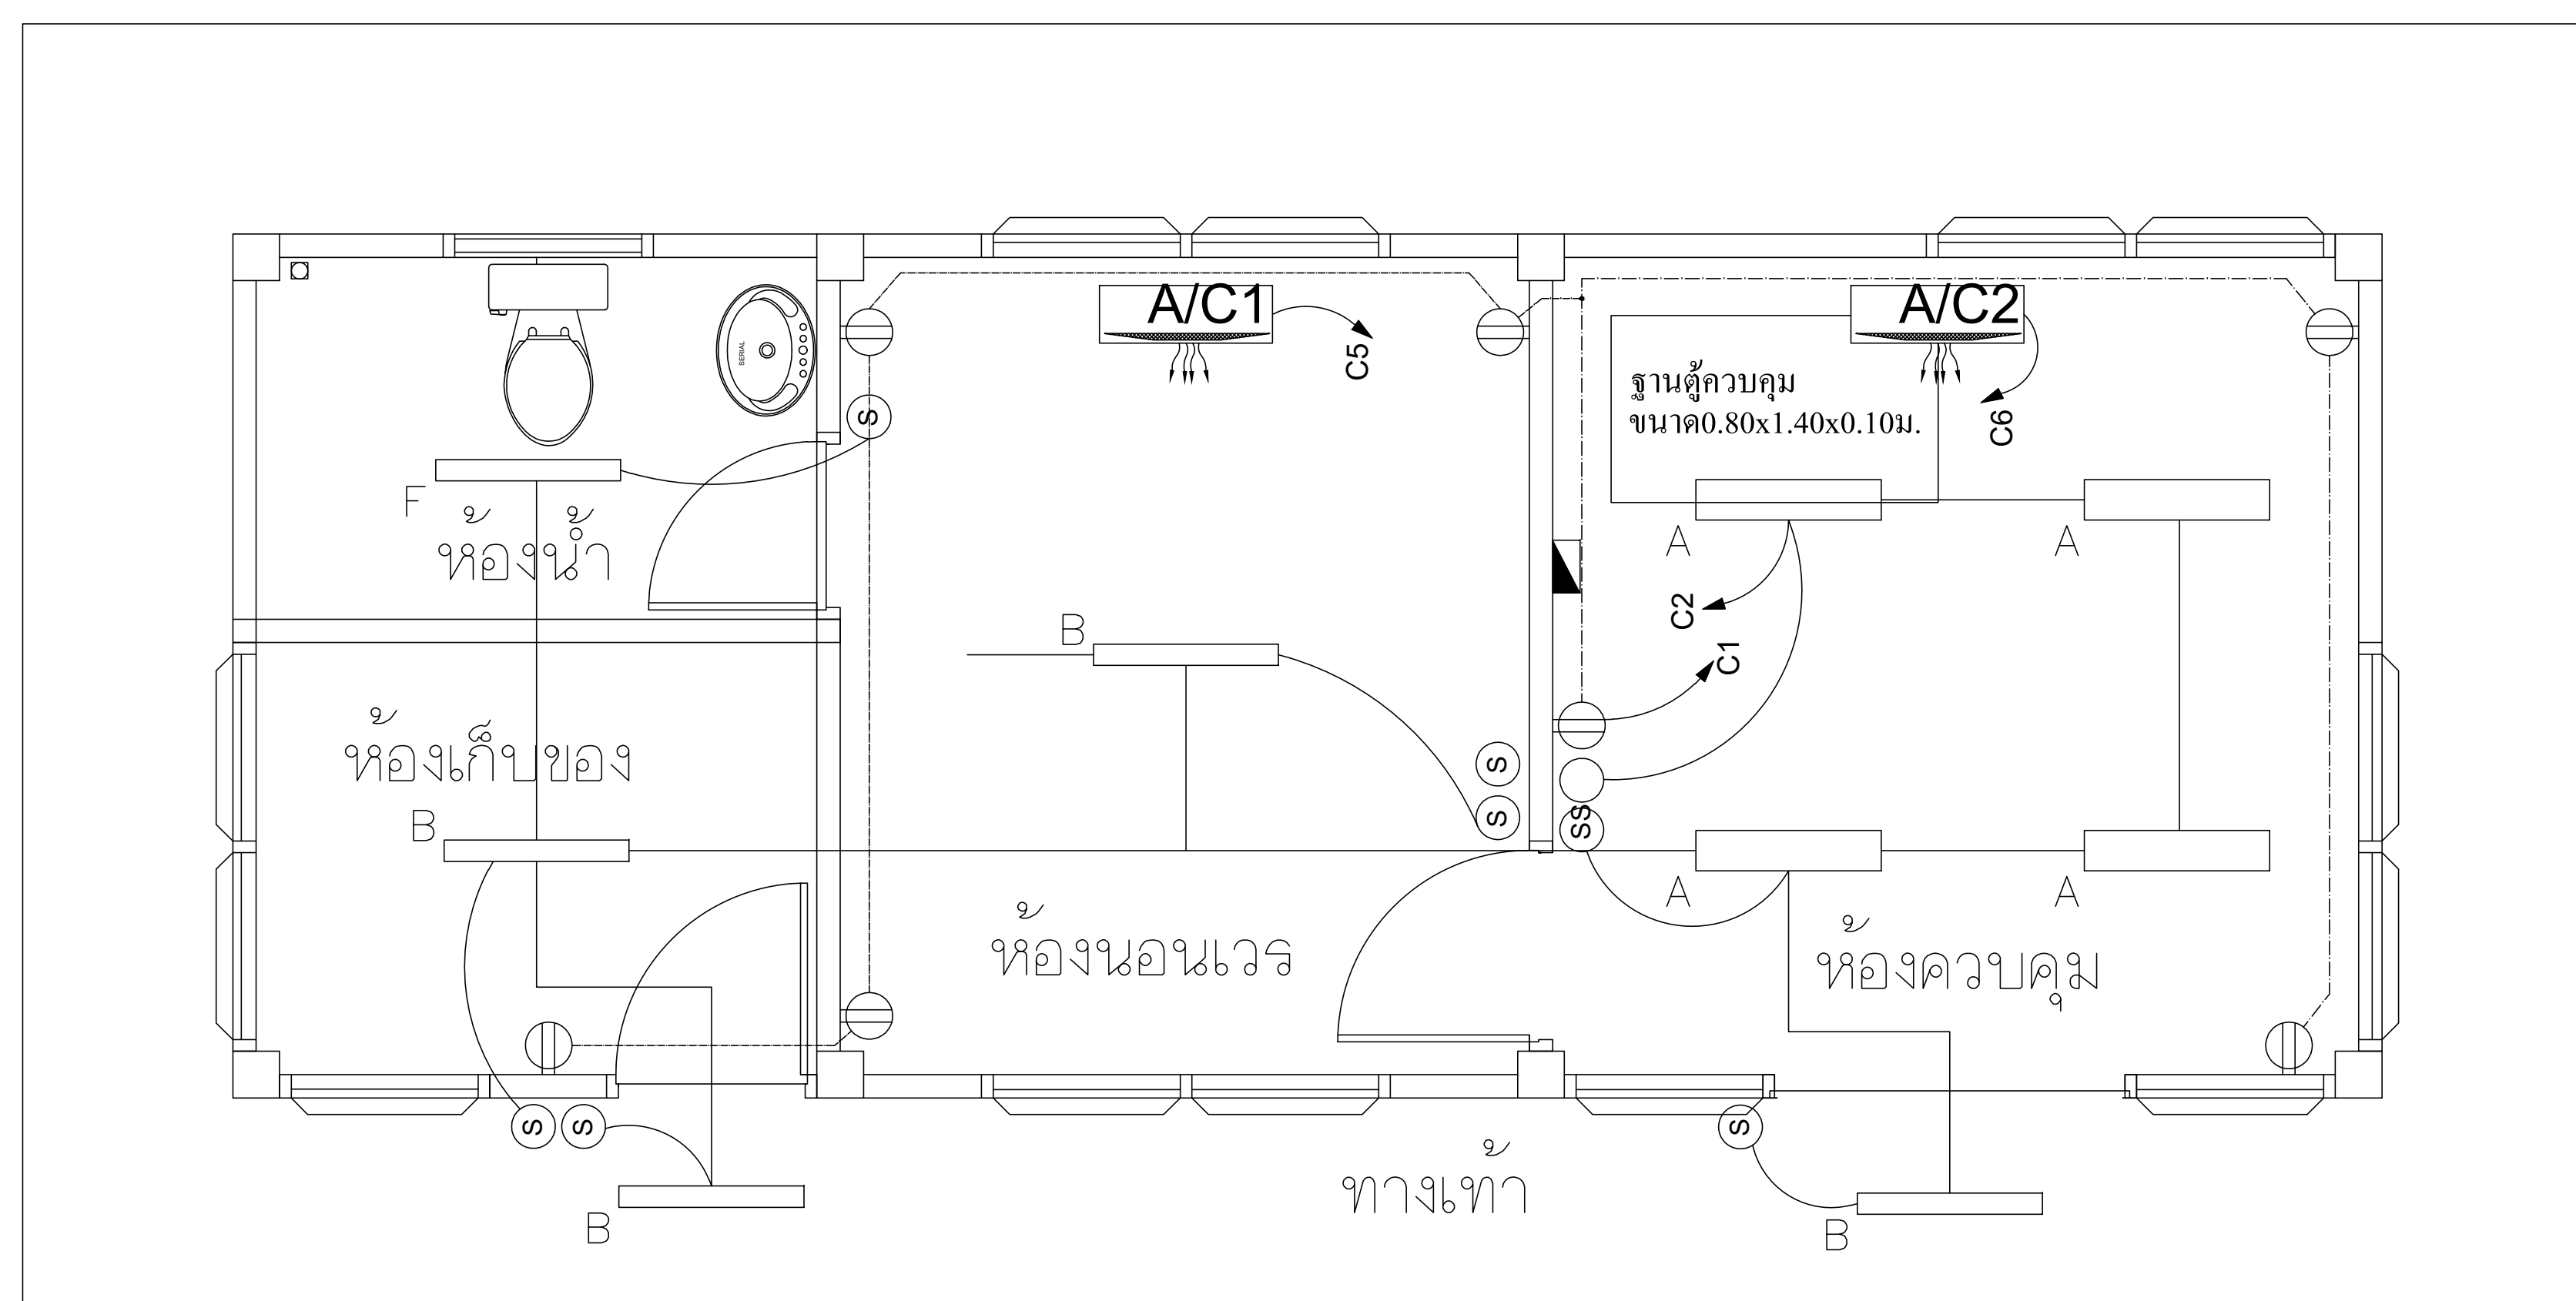 A/C1
A/C2
C5
SERIAL
ฐานตู้ควบคุม
ขนาด0.80x1.40x0.10ม.
C6
S
F
ห้องน้ำ
A
A
C2
B
C1
ห้องเก็บของ
S
B
S
SS
A
A
ห้องนอนเวร
ห้องควบคุม
S
S
S
ทางเท้า
B
B